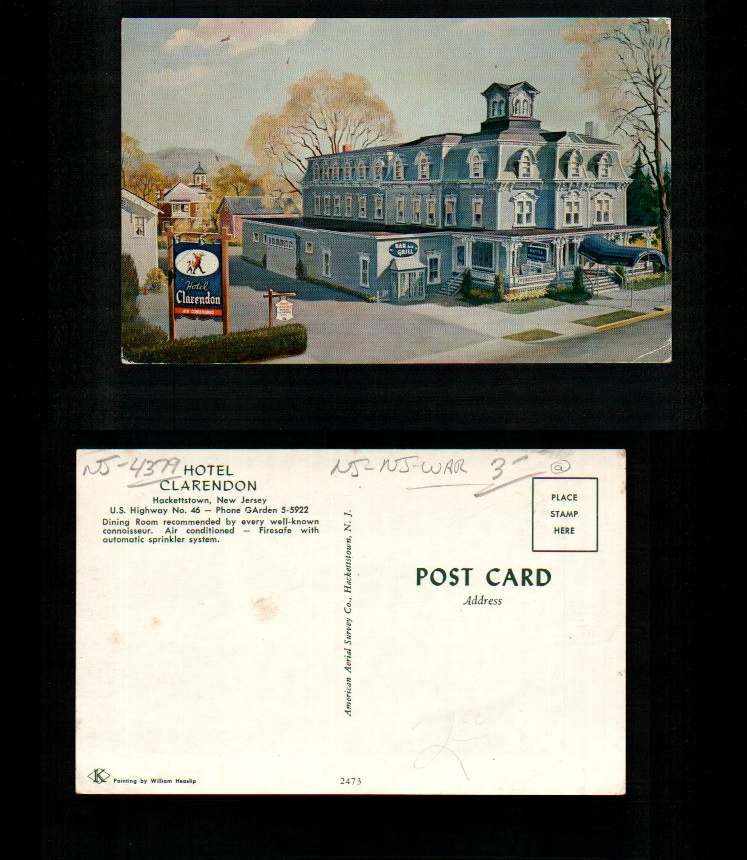 BAR and
GRILL
Hotel
Clarendon
AIR CONDITIONED
NJ-4379
NJ-NJ-WAR 3-
@
HOTEL
CLARENDON
Hackettstown, New Jersey
U.S. Highway No. 46 — Phone GArden 5-5922
Dining Room recommended by every well-known
connoisseur. Air conditioned — Firesafe with
automatic sprinkler system.
American Aerial Survey Co., Hackettstown, N. J.
PLACE
STAMP
HERE
POST CARD
Address
K
Painting by William Heaslip
2473